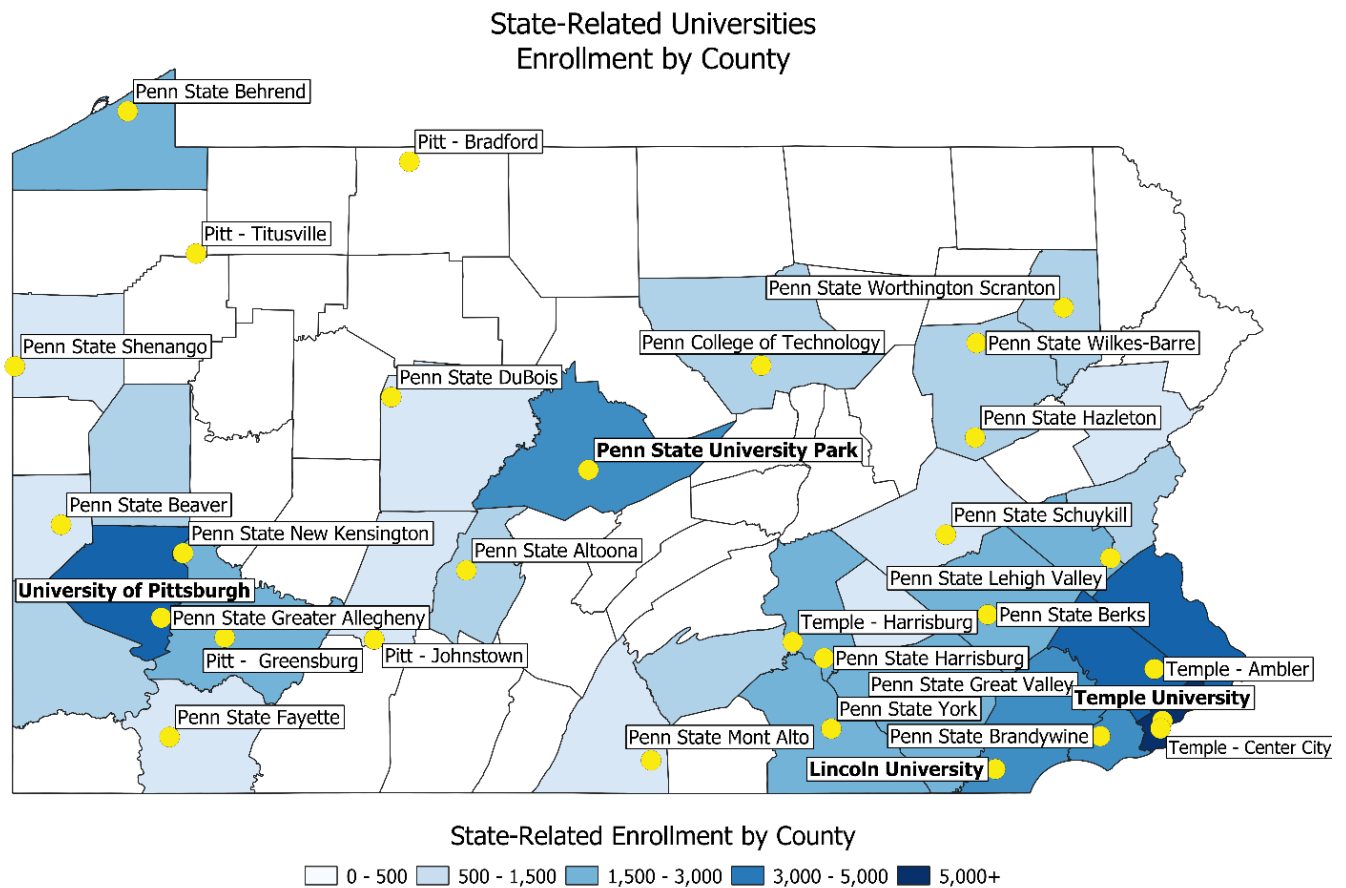 State-Related Universities
Enrollment by County
Penn State Behrend
Pitt - Bradford
Pitt - Titusville
Penn State Worthington Scranton
Penn State Shenango
Penn College of Technology
Penn State Wilkes-Barre
Penn State DuBois
Penn State Hazleton
Penn State University Park
Penn State Beaver
Penn State Schuykill
Penn State New Kensington
Penn State Altoona
Penn State Lehigh Valley
University of Pittsburgh
Penn State Greater Allegheny
Temple - Harrisburg
Penn State Berks
Pitt -  Greensburg
Pitt - Johnstown
Penn State Harrisburg
Temple - Ambler
Penn State Great Valley
Temple University
Penn State Fayette
Penn State York
Penn State Mont Alto
Penn State Brandywine
Temple - Center City
Lincoln University
State-Related Enrollment by County
0 - 500 500 - 1,500 1,500 - 3,000 3,000 - 5,000 5,000+